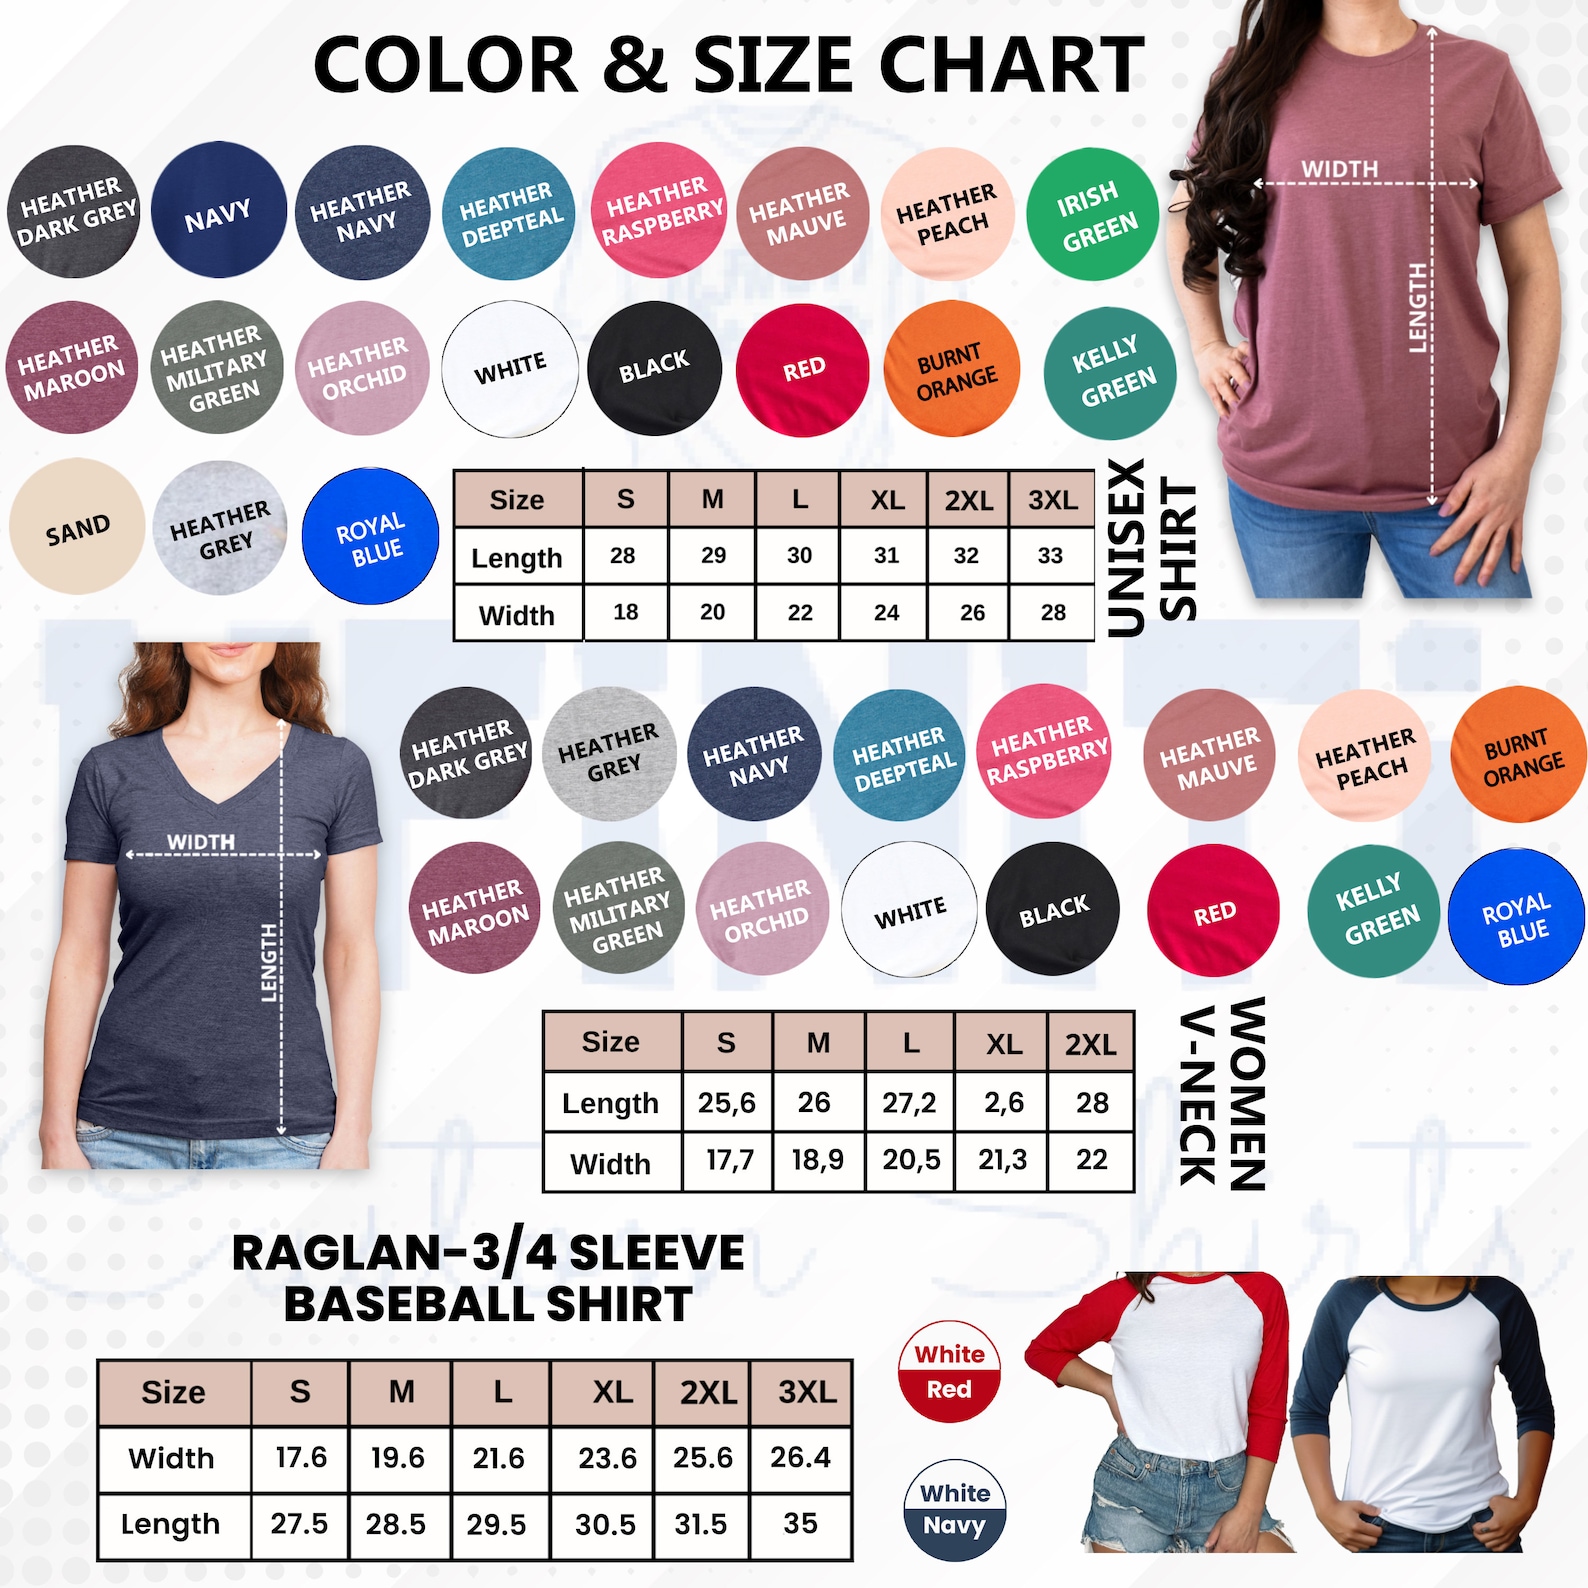 COLOR & SIZE CHART
HEATHER
DARK GREY
NAVY
HEATHER
NAVY
HEATHER
DEEPTEAL
HEATHER
RASPBERRY
HEATHER
MAUVE
HEATHER
PEACH
IRISH
GREEN
WIDTH
LENGTH
HEATHER
MAROON
HEATHER
MILITARY
GREEN
HEATHER
ORCHID
WHITE
BLACK
RED
BURNT
ORANGE
KELLY
GREEN
SAND
HEATHER
GREY
ROYAL
BLUE
Size S M L XL 2XL 3XL
Length 28 29 30 31 32 33
Width 18 20 22 24 26 28
UNISEX
SHIRT
WIDTH
LENGTH
HEATHER
DARK GREY
HEATHER
GREY
HEATHER
NAVY
HEATHER
DEEPTEAL
HEATHER
RASPBERRY
HEATHER
MAUVE
HEATHER
PEACH
BURNT
ORANGE
HEATHER
MAROON
HEATHER
MILITARY
GREEN
HEATHER
ORCHID
WHITE
BLACK
RED
KELLY
GREEN
ROYAL
BLUE
Size S M L XL 2XL
Length 25,6 26 27,2 2,6 28
Width 17,7 18,9 20,5 21,3 22
WOMEN
V-NECK
RAGLAN-3/4 SLEEVE
BASEBALL SHIRT
Size S M L XL 2XL 3XL
Width 17.6 19.6 21.6 23.6 25.6 26.4
Length 27.5 28.5 29.5 30.5 31.5 35
White
Red
White
Navy